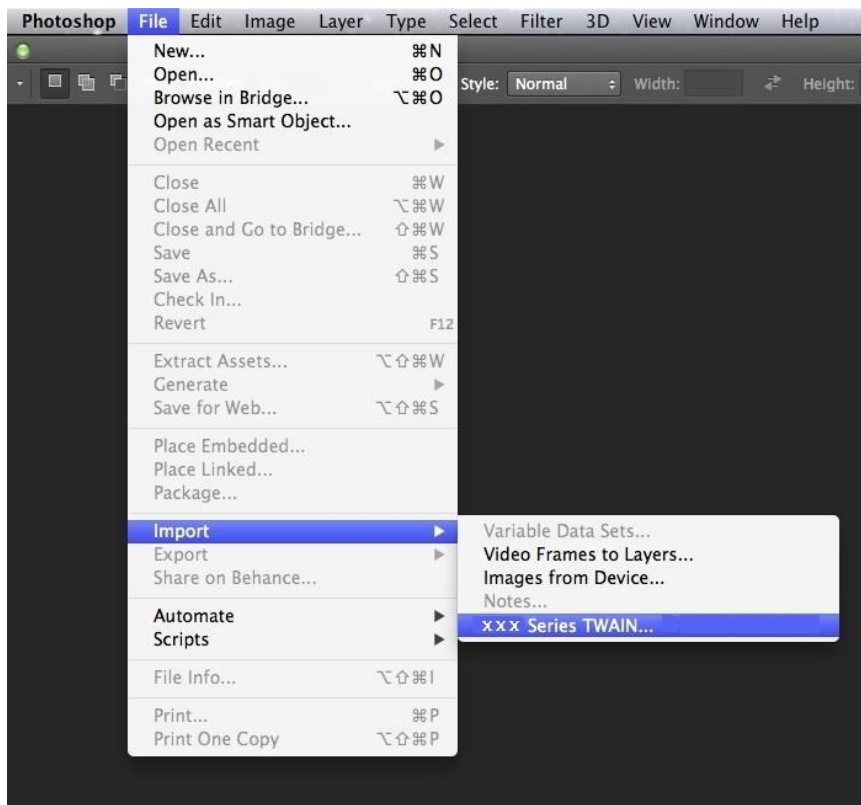 Photoshop File Edit Image Layer Type Select Filter 3D View Window Help
Style: Normal Width: Height:
New... ⌘N
Open... ⌘O
Browse in Bridge... ⌥⌘O
Open as Smart Object...
Open Recent ▶
Close ⌘W
Close All ⌥⌘W
Close and Go to Bridge... ⇧⌘W
Save ⌘S
Save As... ⇧⌘S
Check In...
Revert F12
Extract Assets... ⌥⇧⌘W
Generate ▶
Save for Web... ⌥⇧⌘S
Place Embedded...
Place Linked...
Package...
Import ▶
Export ▶
Share on Behance...
Automate ▶
Scripts ▶
File Info... ⌥⇧⌘I
Print... ⌘P
Print One Copy ⌥⇧⌘P
Variable Data Sets...
Video Frames to Layers...
Images from Device...
Notes...
xxx Series TWAIN...